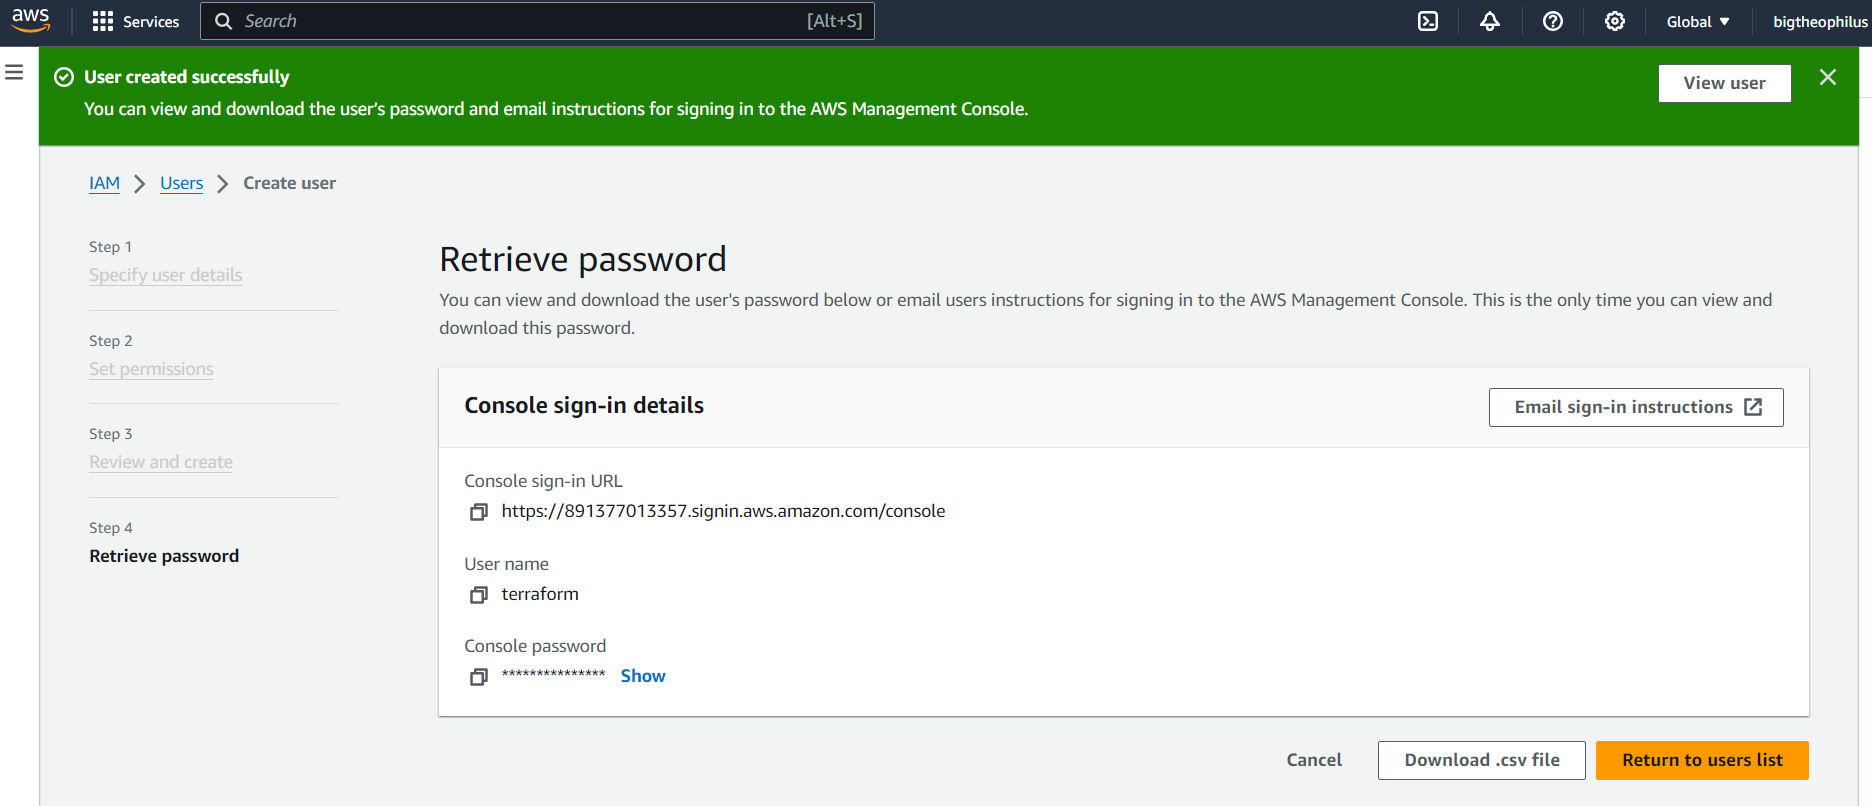 aws
Services
Search
[Alt+S]
Global
bigtheophilus
User created successfully
You can view and download the user’s password and email instructions for signing in to the AWS Management Console.
View user
IAM
Users
Create user
Step 1
Specify user details
Step 2
Set permissions
Step 3
Review and create
Step 4
Retrieve password
Retrieve password
You can view and download the user's password below or email users instructions for signing in to the AWS Management Console. This is the only time you can view and
download this password.
Console sign-in details
Email sign-in instructions
Console sign-in URL
https://891377013357.signin.aws.amazon.com/console
User name
terraform
Console password
*************** Show
Cancel
Download .csv file
Return to users list